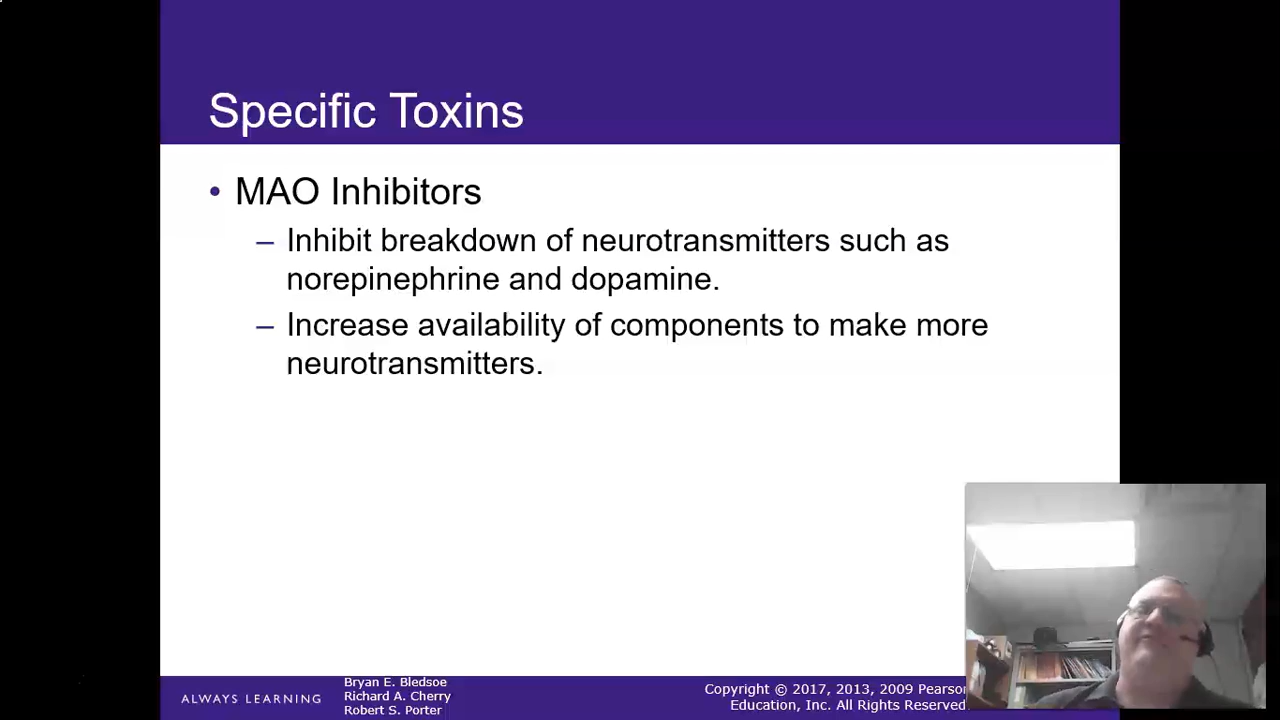 Specific Toxins
• MAO Inhibitors
– Inhibit breakdown of neurotransmitters such as
norepinephrine and dopamine.
– Increase availability of components to make more
neurotransmitters.
ALWAYS LEARNING
Bryan E. Bledsoe
Richard A. Cherry
Robert S. Porter
Copyright © 2017, 2013, 2009 Pearson
Education, Inc. All Rights Reserved.